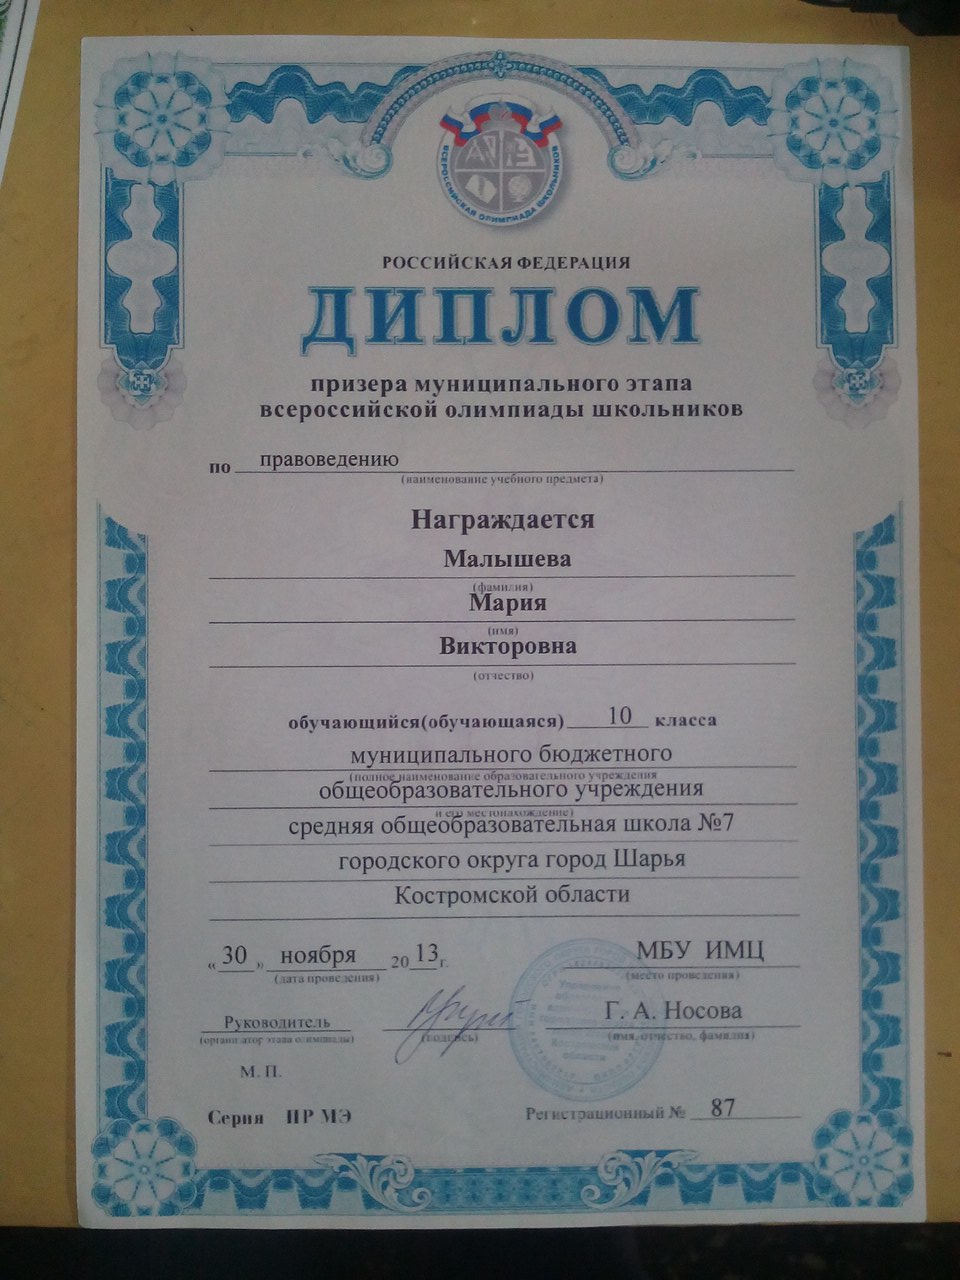 ВСЕРОССИЙСКАЯ ОЛИМПИАДА ШКОЛЬНИКОВ
РОССИЙСКАЯ ФЕДЕРАЦИЯ
ДИПЛОМ
призера муниципального этапа
всероссийской олимпиады школьников
по правоведению
(наименование учебного предмета)
Награждается
Малышева
(фамилия)
Мария
(имя)
Викторовна
(отчество)
обучающийся(обучающаяся) 10 класса
муниципального бюджетного
(полное наименование образовательного учреждения
общеобразовательного учреждения
и его местонахождение)
средняя общеобразовательная школа №7
городского округа город Шарья
Костромской области
«30» ноября 2013г. МБУ ИМЦ
(дата проведения) (место проведения)
Руководитель Г. А. Носова
(организатор этапа олимпиады) (подпись) (имя, отчество, фамилия)
М. П.
Серия ПР МЭ Регистрационный № 87